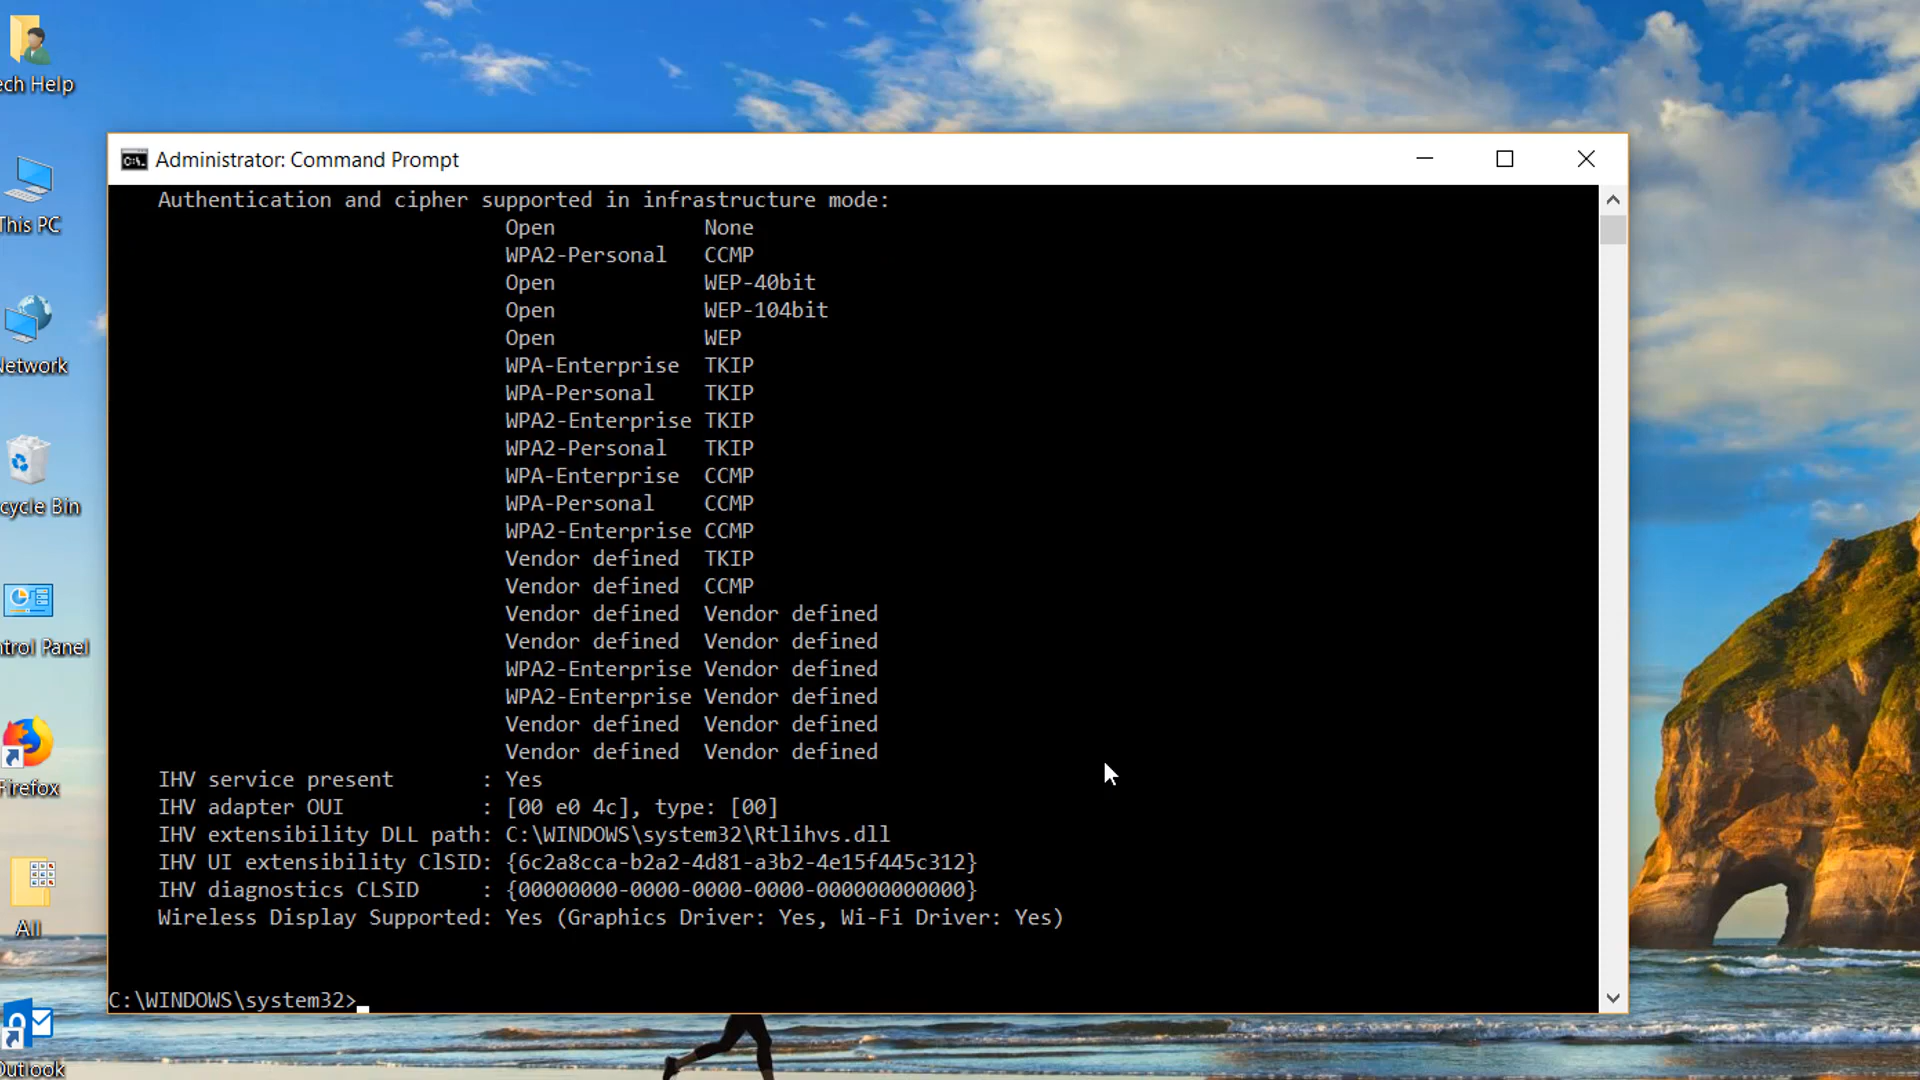 Administrator: Command Prompt
Authentication and cipher supported in infrastructure mode:
Open None
WPA2-Personal CCMP
Open WEP-40bit
Open WEP-104bit
Open WEP
WPA-Enterprise TKIP
WPA-Personal TKIP
WPA2-Enterprise TKIP
WPA2-Personal TKIP
WPA-Enterprise CCMP
WPA-Personal CCMP
WPA2-Enterprise CCMP
Vendor defined TKIP
Vendor defined CCMP
Vendor defined Vendor defined
Vendor defined Vendor defined
WPA2-Enterprise Vendor defined
WPA2-Enterprise Vendor defined
Vendor defined Vendor defined
Vendor defined Vendor defined
IHV service present : Yes
IHV adapter OUI : [00 e0 4c], type: [00]
IHV extensibility DLL path: C:\WINDOWS\system32\Rtlihvs.dll
IHV UI extensibility ClSID: {6c2a8cca-b2a2-4d81-a3b2-4e15f445c312}
IHV diagnostics CLSID : {00000000-0000-0000-0000-000000000000}
Wireless Display Supported: Yes (Graphics Driver: Yes, Wi-Fi Driver: Yes)
C:\WINDOWS\system32>
ech Help
This PC
Network
cycle Bin
ntrol Panel
Firefox
All
Outlook